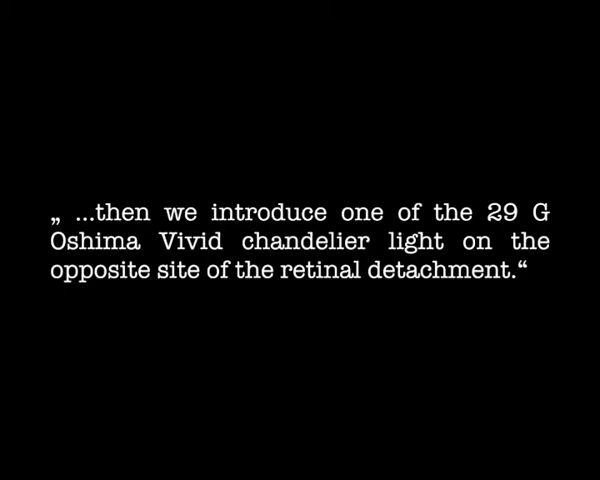 „ ...then we introduce one of the 29 G
Oshima Vivid chandelier light on the
opposite site of the retinal detachment.“